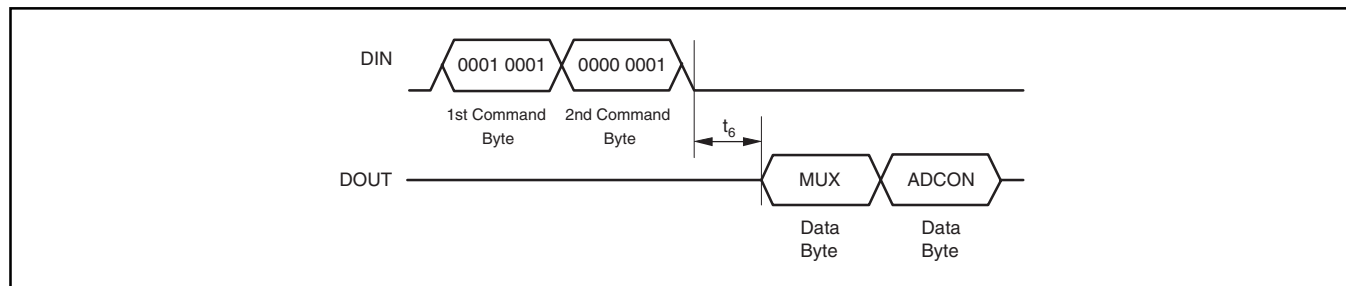 DIN
0001 0001
0000 0001
1st Command
Byte
2nd Command
Byte
t6
DOUT
MUX
ADCON
Data
Byte
Data
Byte